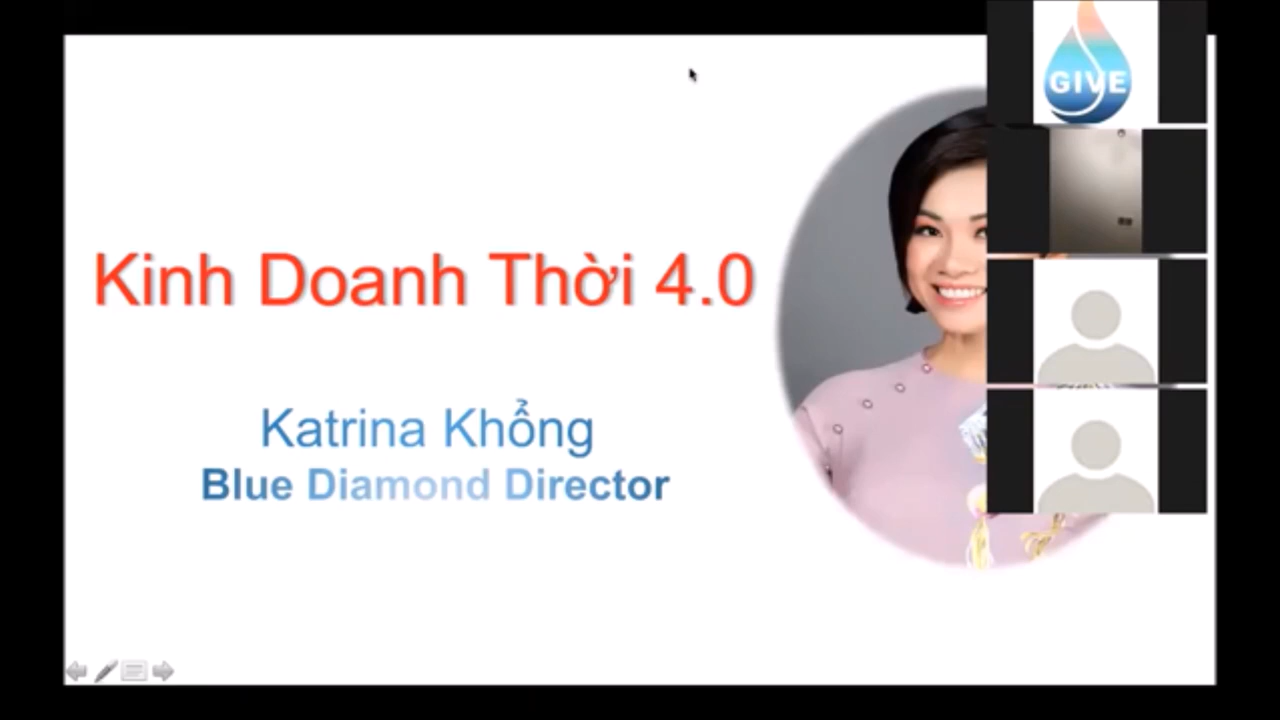 GIVE
Kinh Doanh Thời 4.0
Katrina Khổng
Blue Diamond Director